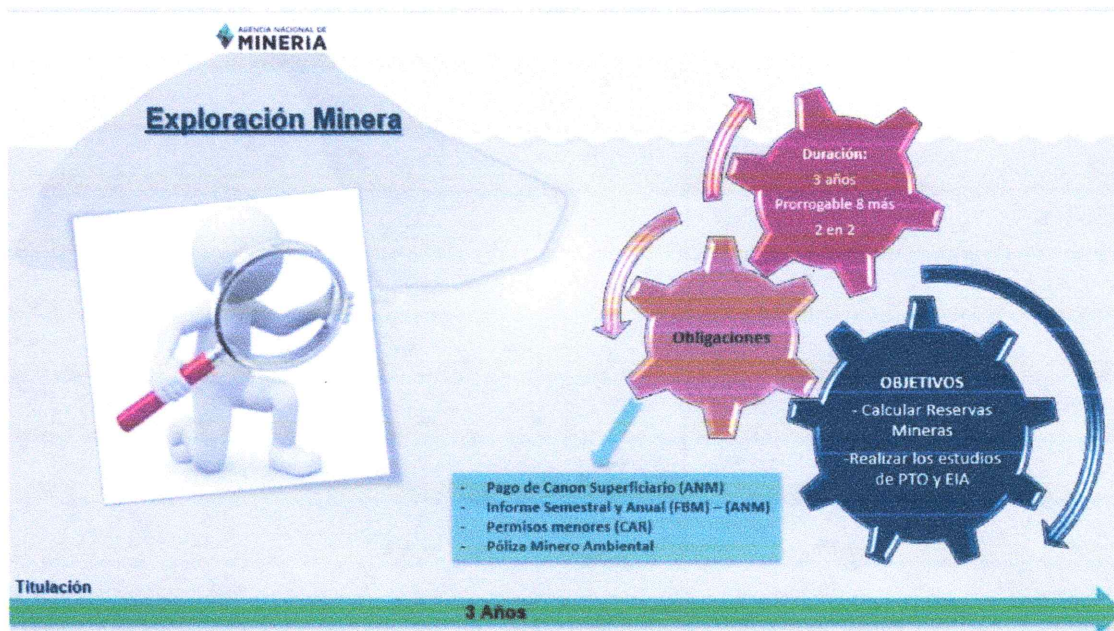 AGENCIA NACIONAL DE
MINERÍA
Exploración Minera
Duración:
3 años
Prorrogable 8 más
2 en 2
Obligaciones
OBJETIVOS
- Calcular Reservas
Mineras
-Realizar los estudios
de PTO y EIA
- Pago de Canon Superficiario (ANM)
- Informe Semestral y Anual (FBM) – (ANM)
- Permisos menores (CAR)
- Póliza Minero Ambiental
Titulación
3 Años